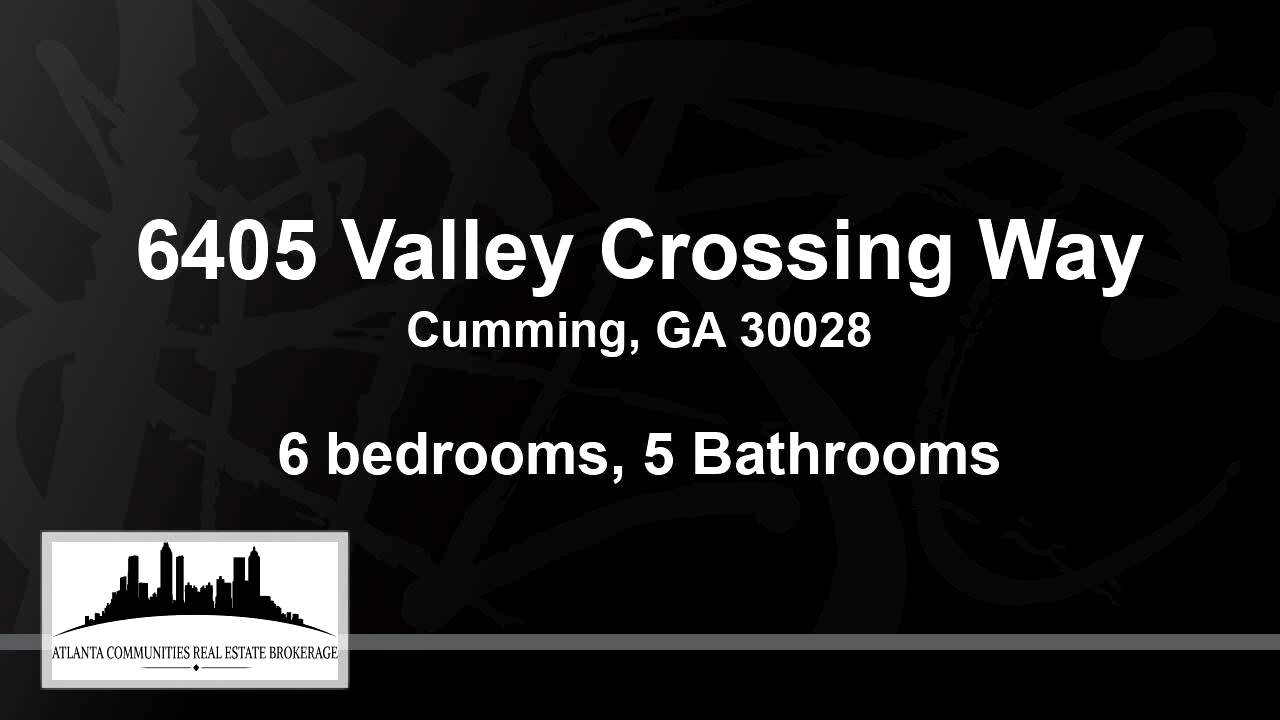 6405 Valley Crossing Way
Cumming, GA 30028
6 bedrooms, 5 Bathrooms
ATLANTA COMMUNITIES REAL ESTATE BROKERAGE